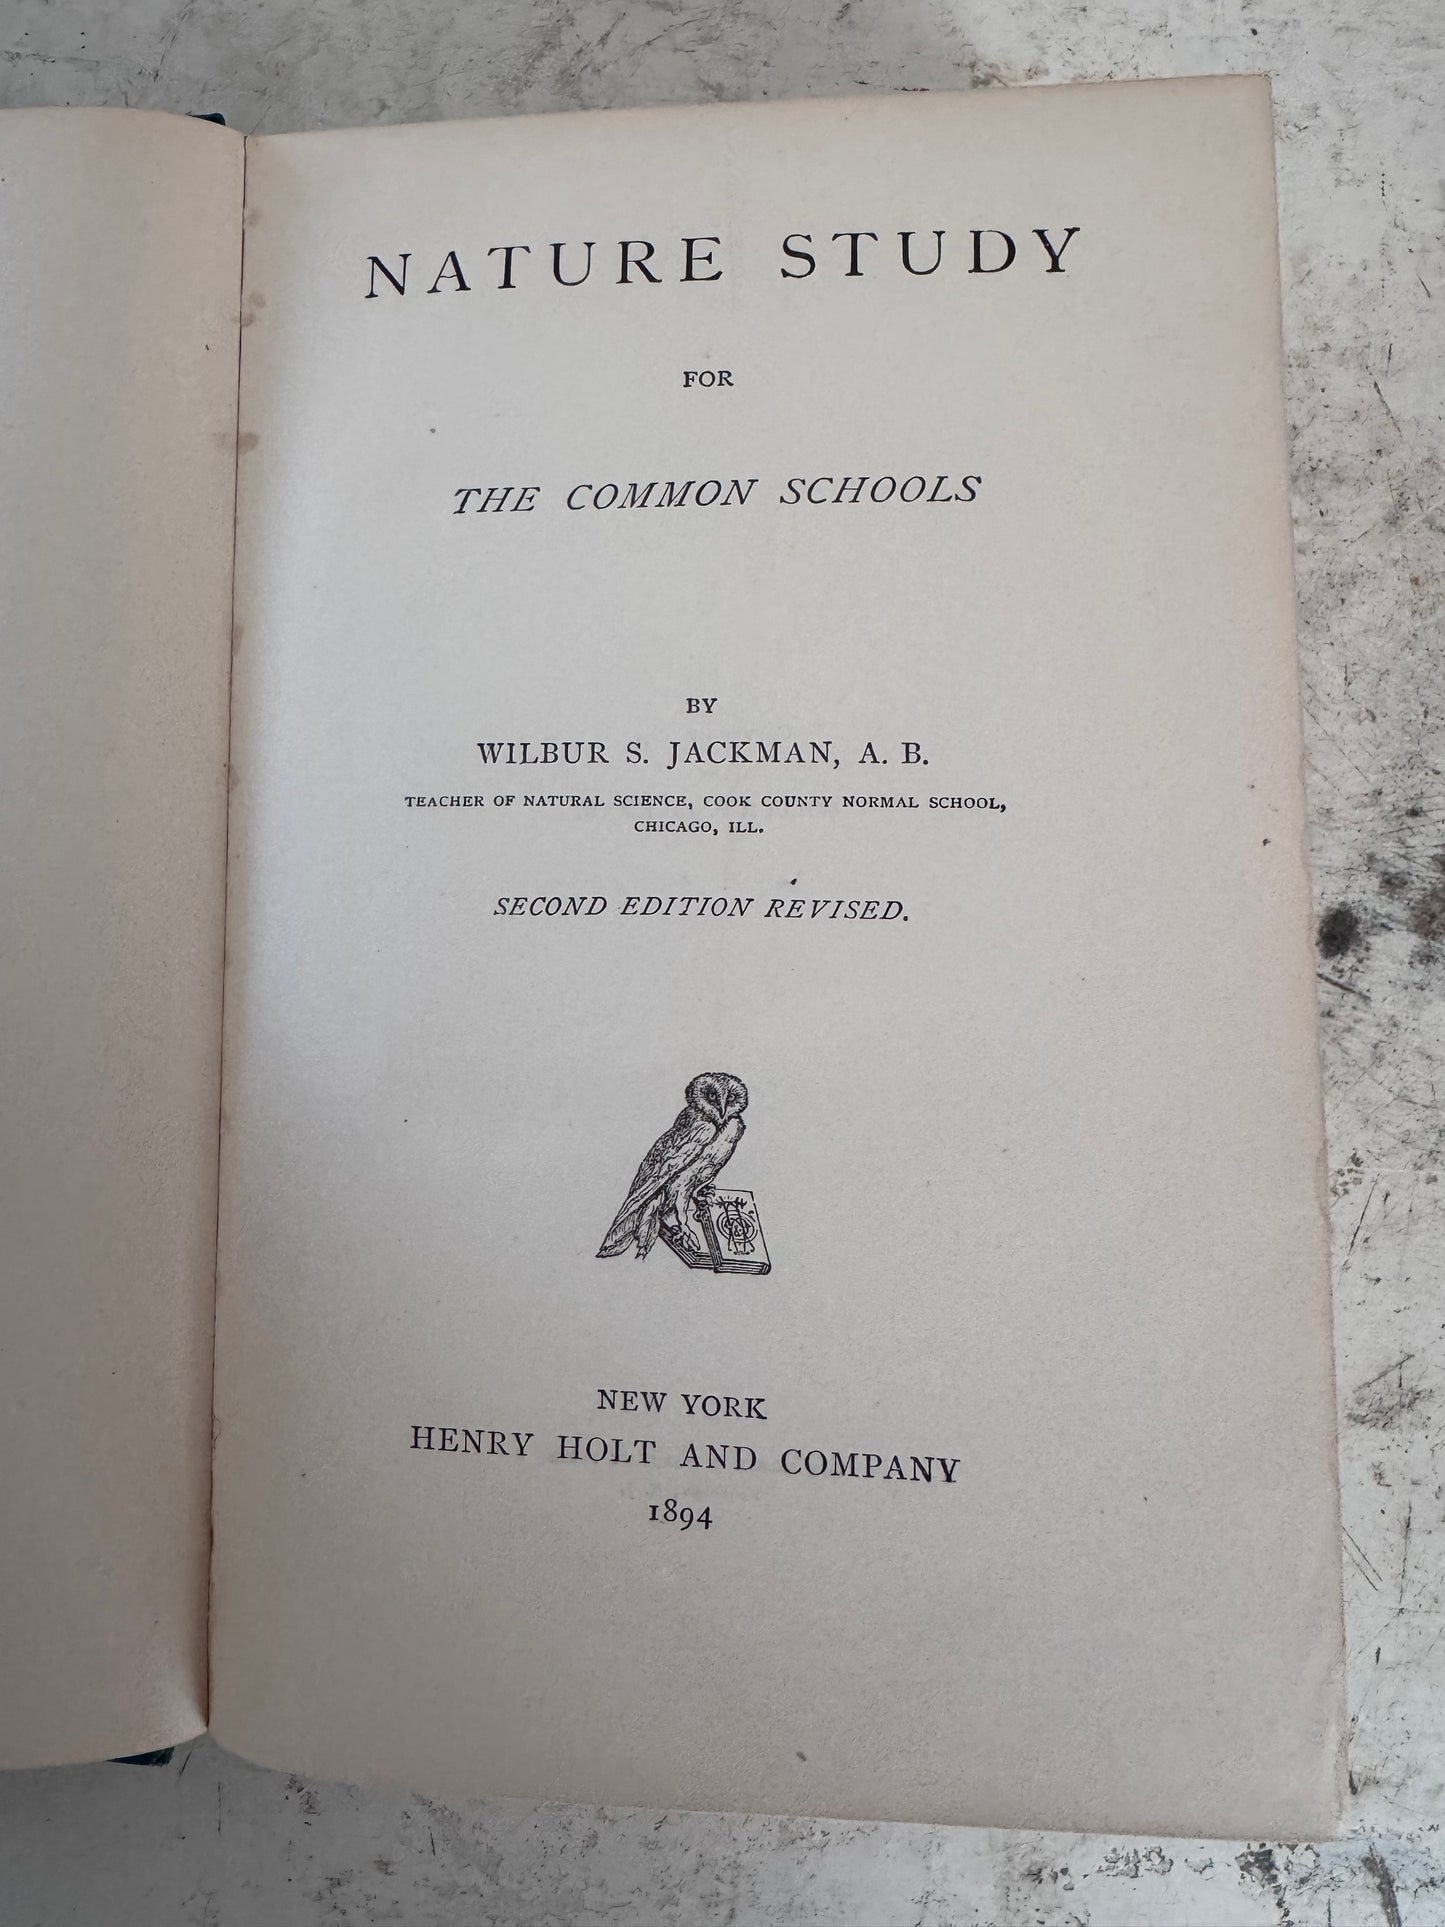 NATURE STUDY
FOR
THE COMMON SCHOOLS
BY
WILBUR S. JACKMAN, A. B.
TEACHER OF NATURAL SCIENCE, COOK COUNTY NORMAL SCHOOL,
CHICAGO, ILL.
SECOND EDITION REVISED.
NEW YORK
HENRY HOLT AND COMPANY
1894